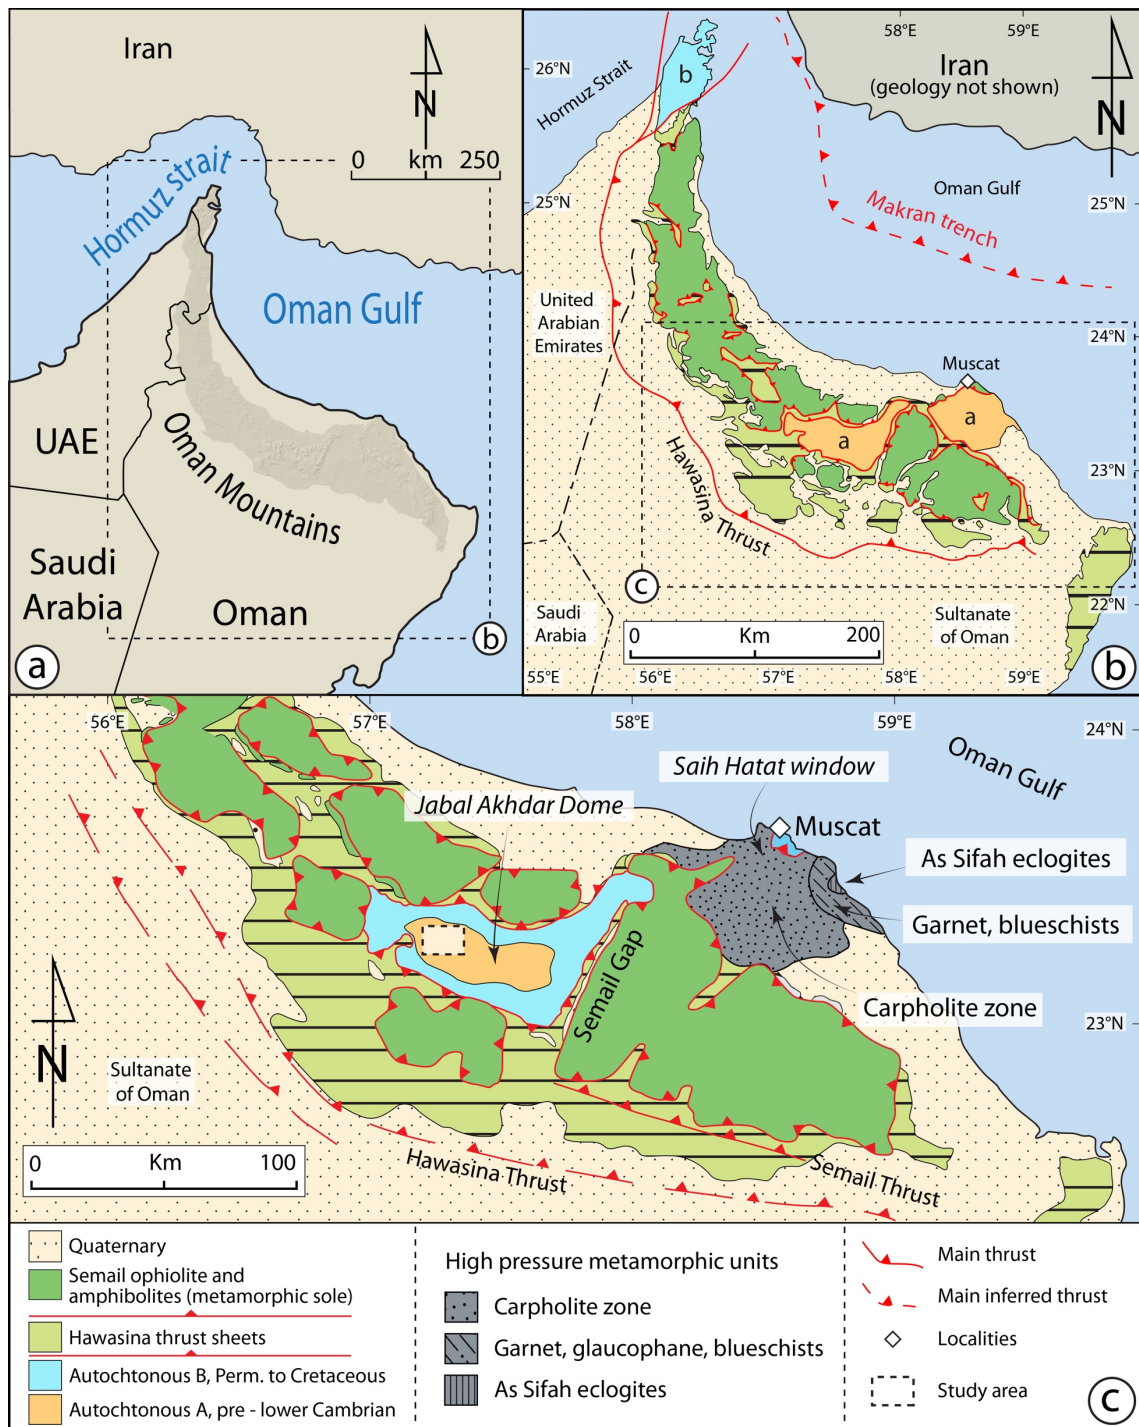 Iran
N
0 km 250
Hormuz strait
Oman Gulf
UAE
Oman Mountains
Saudi
Arabia
Oman
a
b
58°E
59°E
26°N
Hormuz Strait
b
Iran
(geology not shown)
N
Oman Gulf
25°N
25°N
Makran trench
United
Arabian
Emirates
24°N
Muscat
a
a
23°N
Hawasina Thrust
c
22°N
Saudi
Arabia
0 Km 200
Sultanate
of Oman
55°E
56°E
57°E
58°E
59°E
b
56°E
57°E
58°E
59°E
24°N
Oman Gulf
Saih Hatat window
Jabal Akhdar Dome
Muscat
As Sifah eclogites
Garnet, blueschists
Semail Gap
Carpholite zone
23°N
N
Sultanate
of Oman
0 Km 100
Hawasina Thrust
Semail Thrust
Quaternary
Semail ophiolite and
amphibolites (metamorphic sole)
Hawasina thrust sheets
Autochtonous B, Perm. to Cretaceous
Autochtonous A, pre - lower Cambrian
High pressure metamorphic units
Carpholite zone
Garnet, glaucophane, blueschists
As Sifah eclogites
Main thrust
Main inferred thrust
Localities
Study area
c